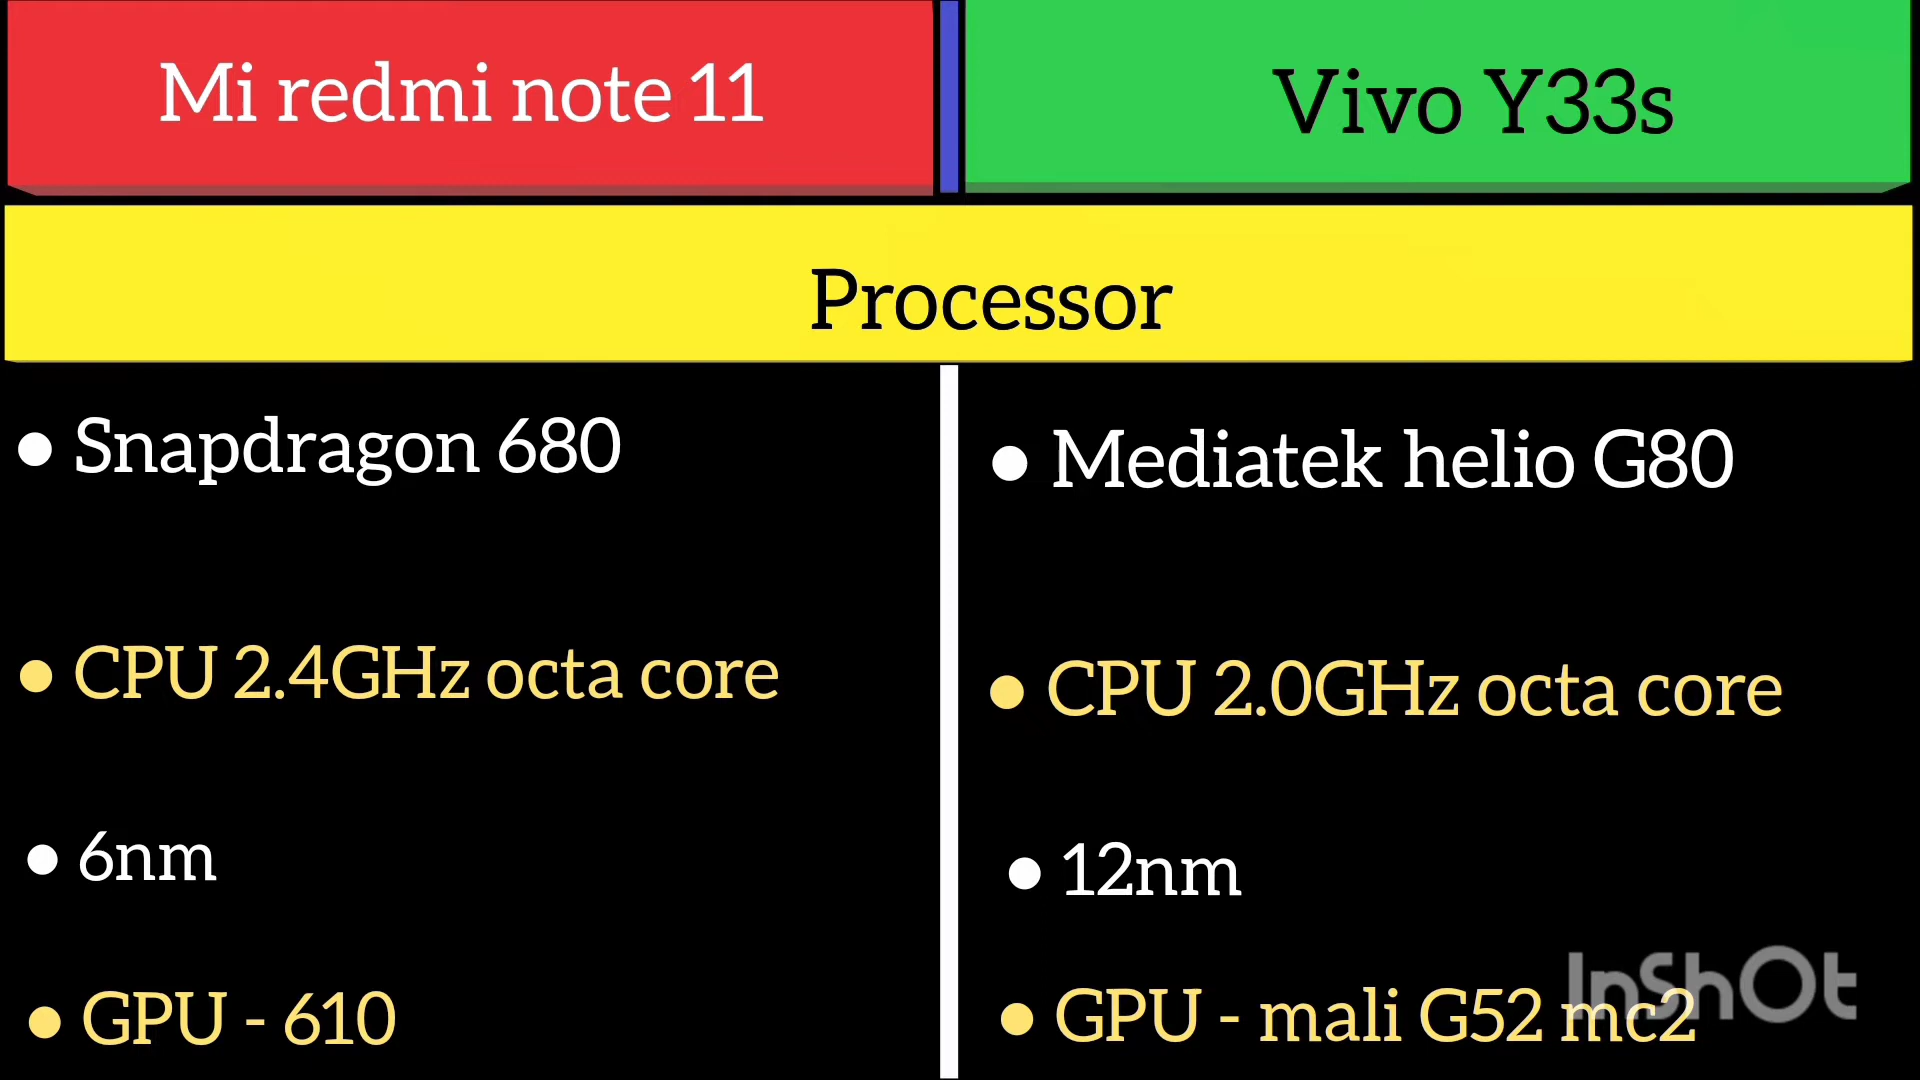 Mi redmi note 11
Vivo Y33s
Processor
● Snapdragon 680
● CPU 2.4GHz octa core
● 6nm
● GPU - 610
● Mediatek helio G80
● CPU 2.0GHz octa core
● 12nm
● GPU - mali G52 mc2
InShOt